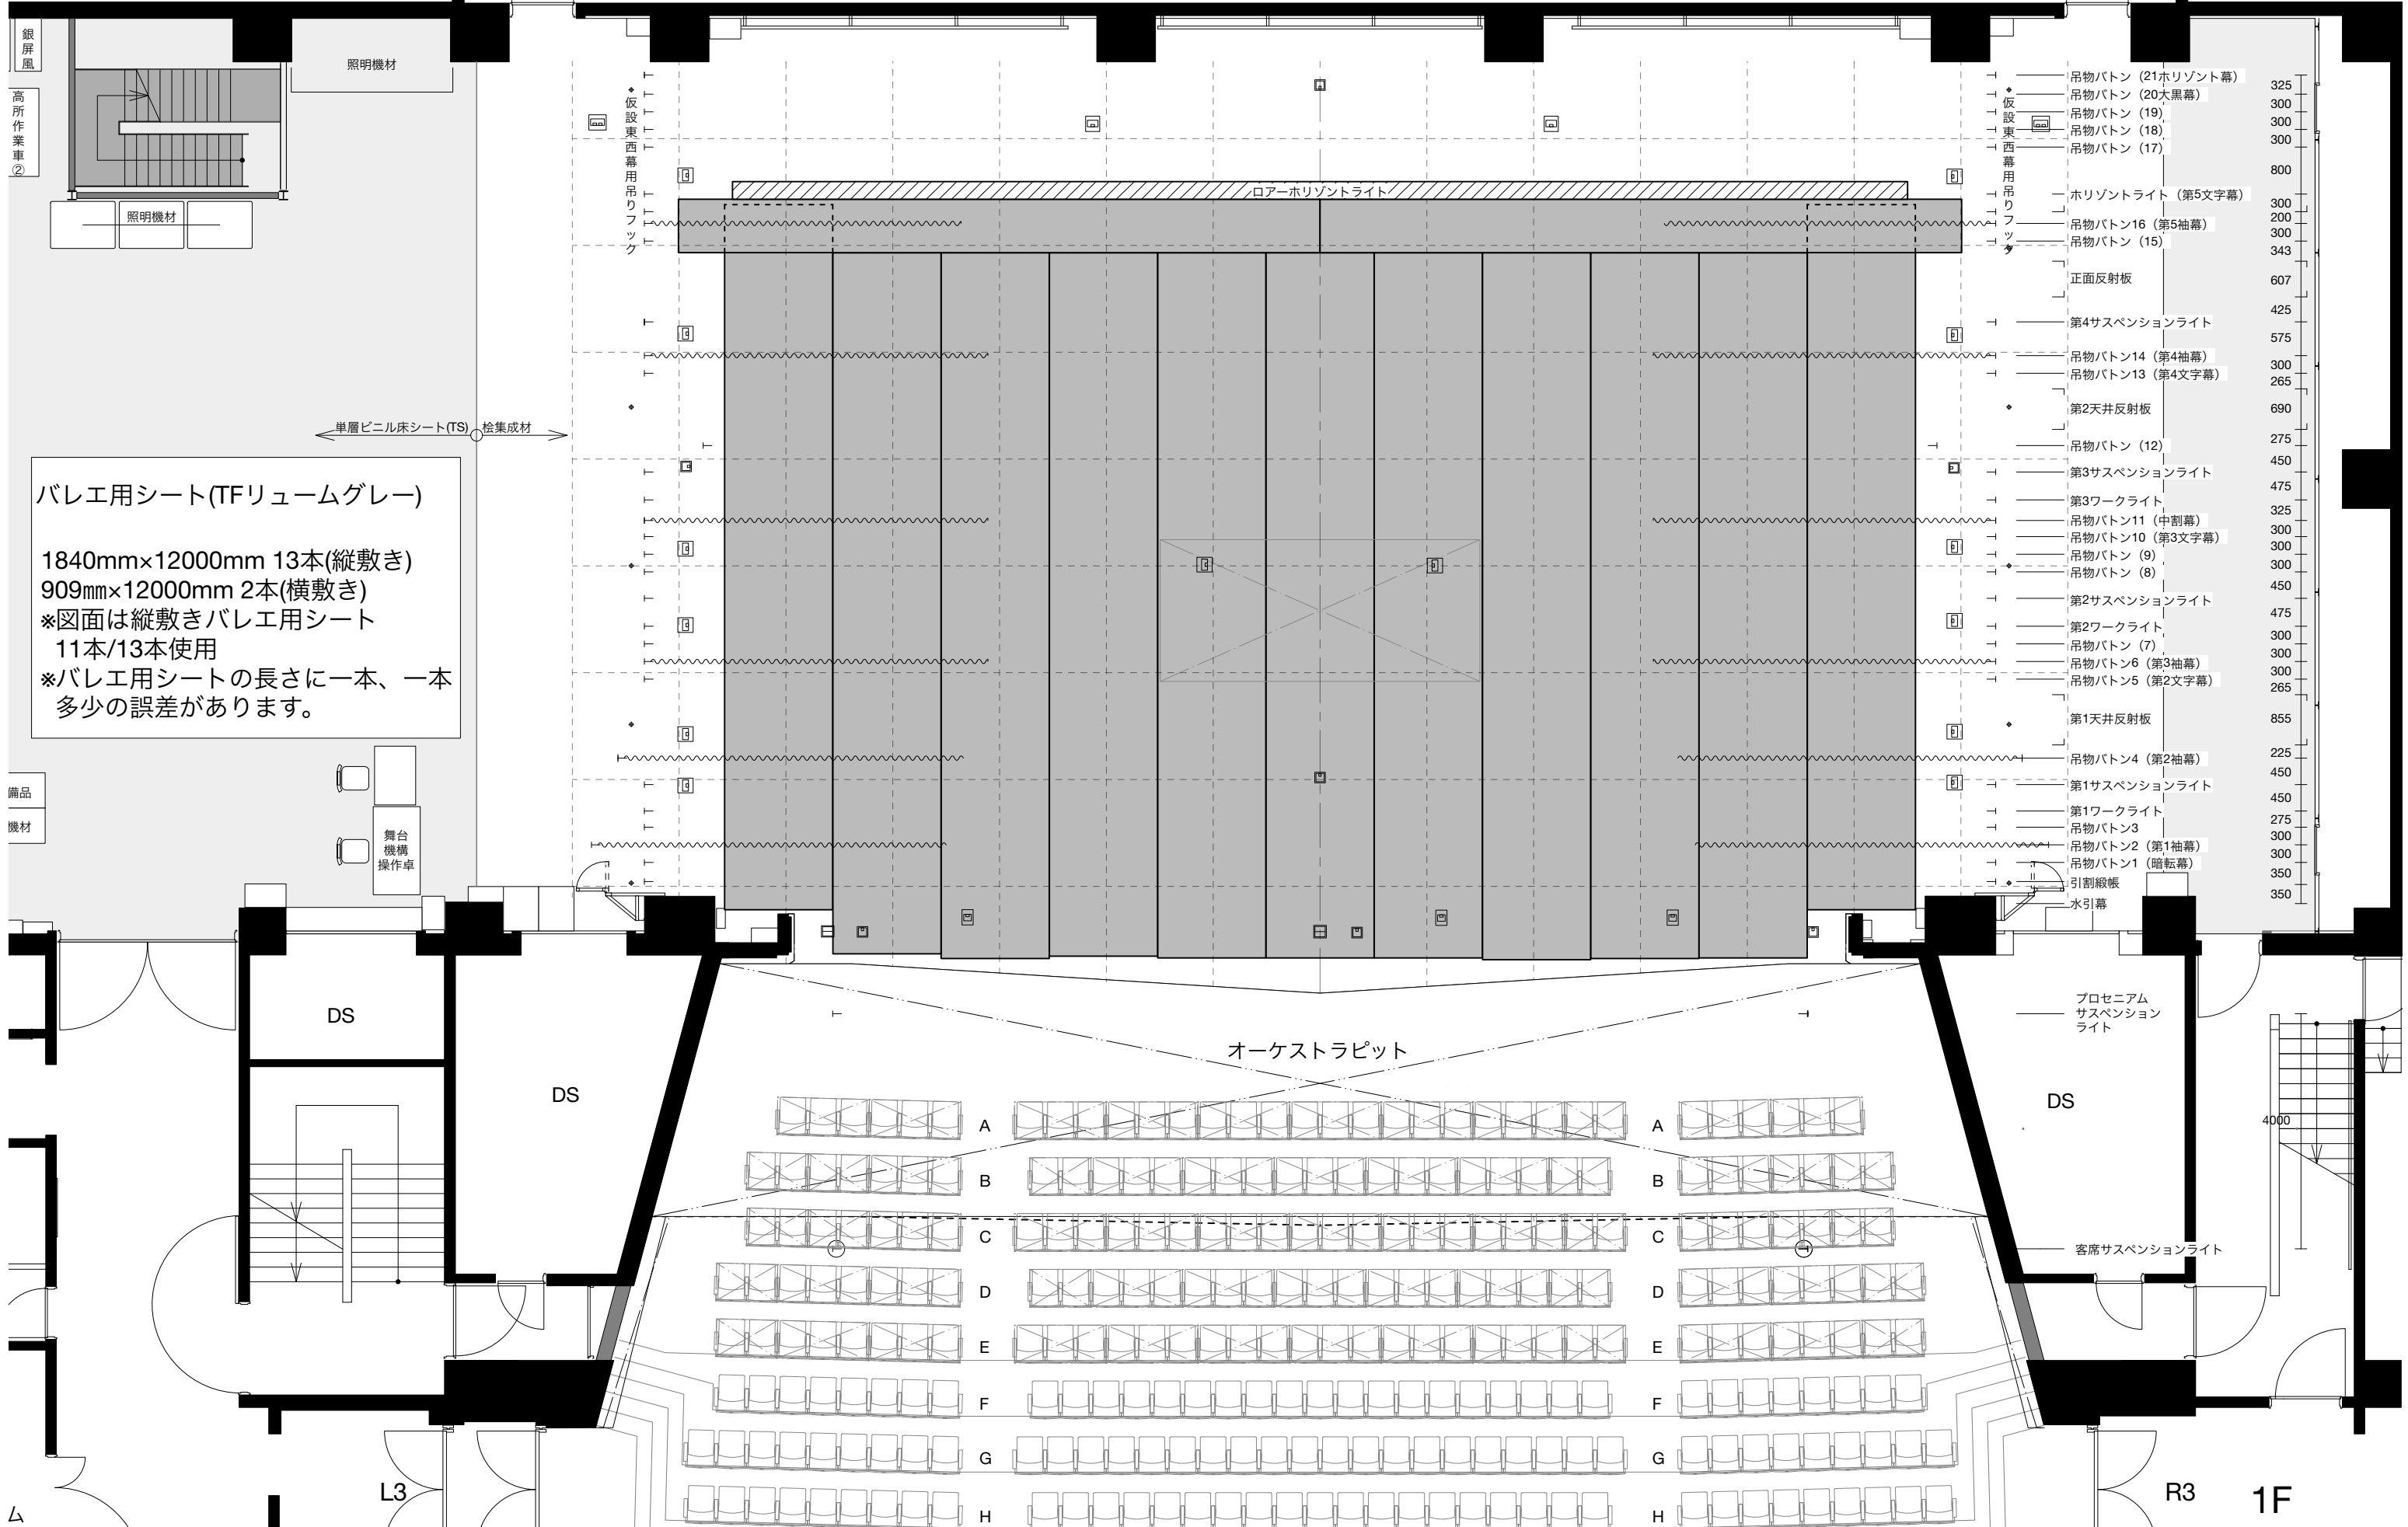 銀屏風
高所作業車②
照明機材
照明機材
仮設東西幕用吊りフック
ロアーホリゾントライト
仮設東西幕用吊りフック
吊物バトン（21ホリゾント幕）
吊物バトン（20大黒幕）
吊物バトン（19）
吊物バトン（18）
吊物バトン（17）
ホリゾントライト（第5文字幕）
吊物バトン16（第5袖幕）
吊物バトン（15）
正面反射板
第4サスペンションライト
吊物バトン14（第4袖幕）
吊物バトン13（第4文字幕）
第2天井反射板
吊物バトン（12）
第3サスペンションライト
第3ワークライト
吊物バトン11（中割幕）
吊物バトン10（第3文字幕）
吊物バトン（9）
吊物バトン（8）
第2サスペンションライト
第2ワークライト
吊物バトン（7）
吊物バトン6（第3袖幕）
吊物バトン5（第2文字幕）
第1天井反射板
吊物バトン4（第2袖幕）
第1サスペンションライト
第1ワークライト
吊物バトン3
吊物バトン2（第1袖幕）
吊物バトン1（暗転幕）
引割緞帳
水引幕
325
300
300
300
800
300
200
300
343
607
425
575
300
265
690
275
450
475
325
300
300
300
450
475
300
300
300
265
855
225
450
450
275
300
300
350
350
単層ビニル床シート(TS)
桧集成材
バレエ用シート(TFリュームグレー)
1840mm×12000mm 13本(縦敷き)
909㎜×12000mm 2本(横敷き)
※図面は縦敷きバレエ用シート
11本/13本使用
※バレエ用シートの長さに一本、一本
多少の誤差があります。
備品
機材
舞台
機構
操作卓
DS
DS
プロセニアム
サスペンション
ライト
オーケストラピット
DS
4000
客席サスペンションライト
A
A
B
B
C
C
D
D
E
E
F
F
G
G
H
H
L3
R3
1F
ム